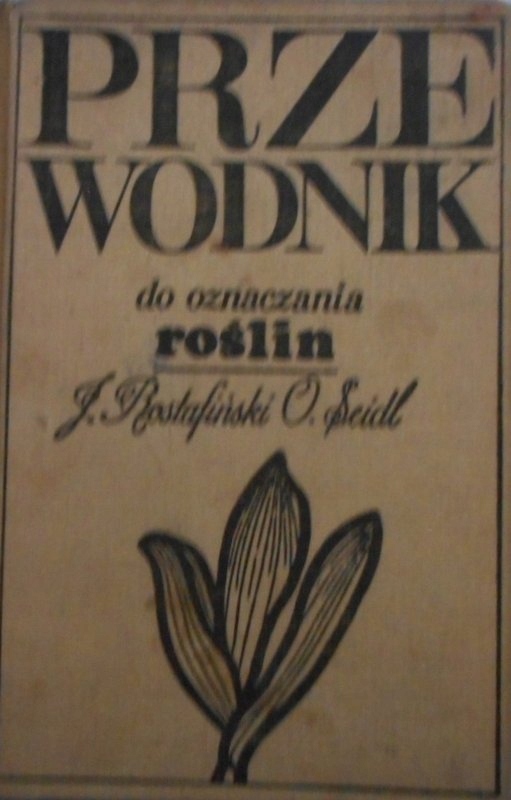 PRZE
WODNIK
do oznaczania
roślin
J. Rostafiński O. Seidl